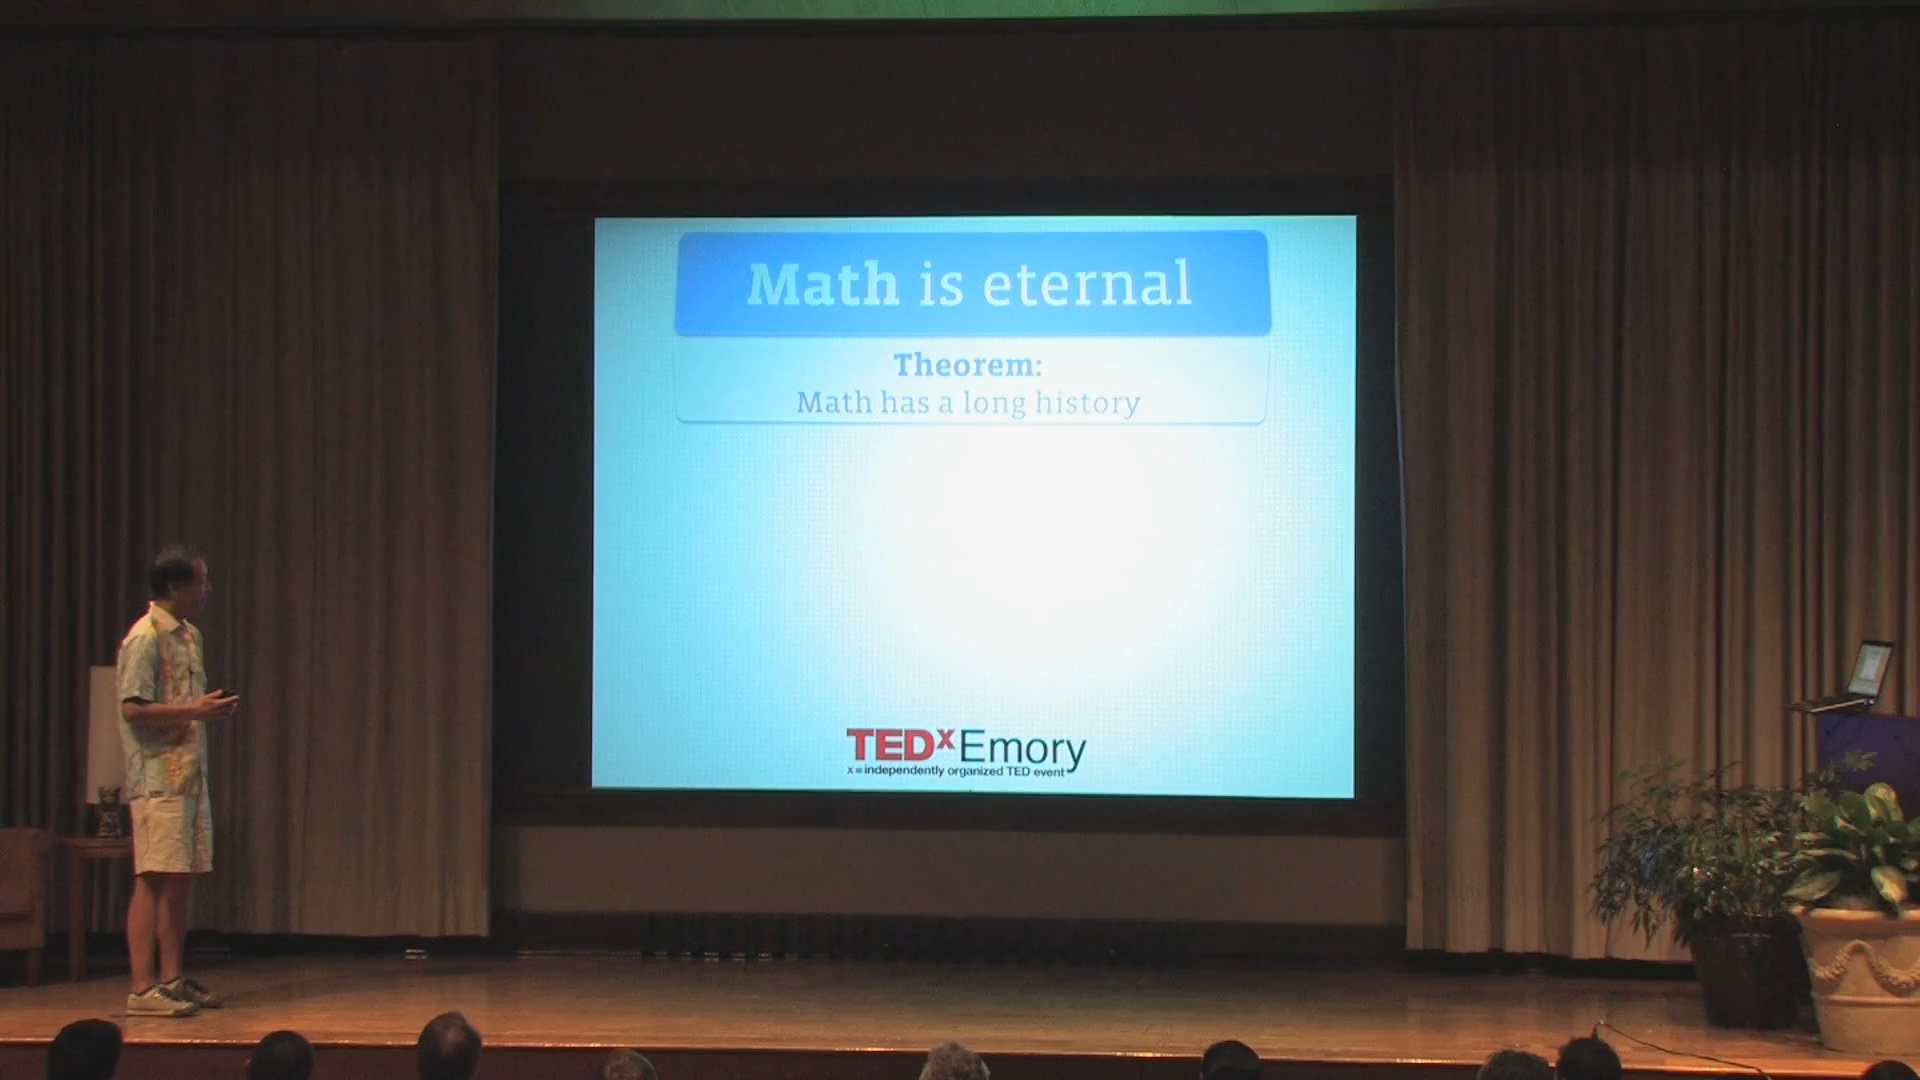 Math is eternal
Theorem:
Math has a long history
TEDxEmory
x = independently organized TED event